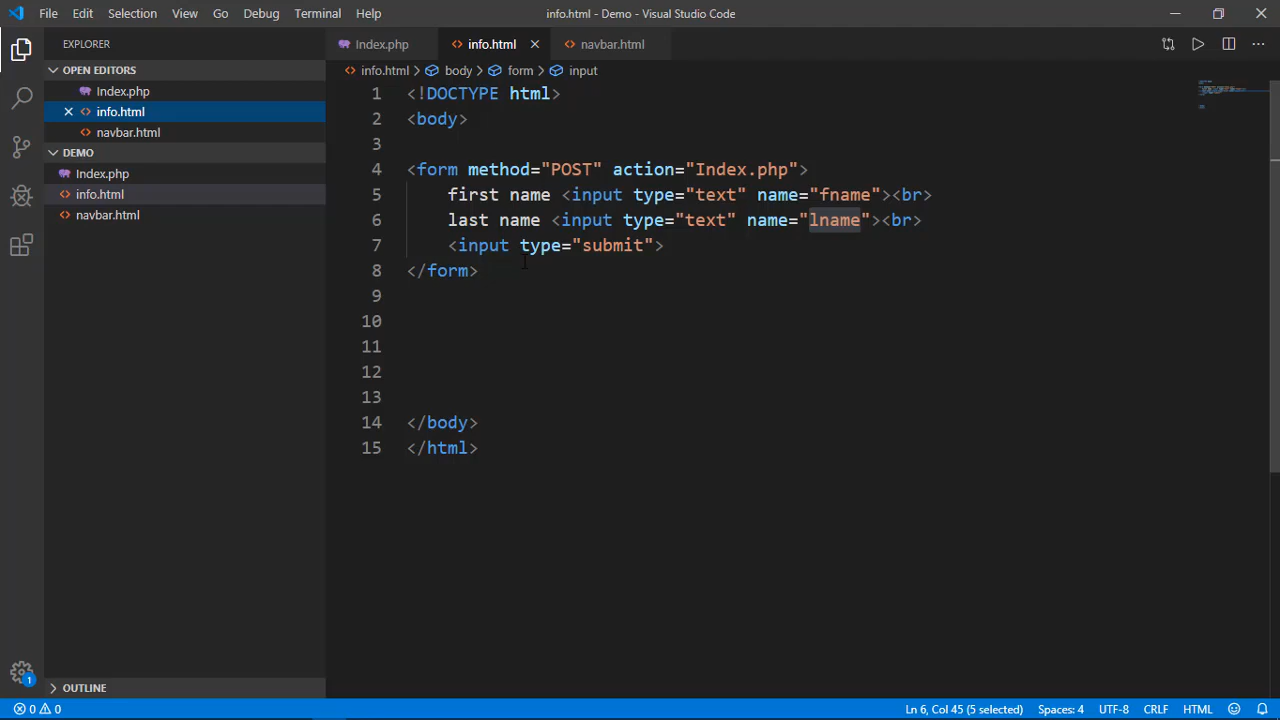 File Edit Selection View Go Debug Terminal Help info.html - Demo - Visual Studio Code
EXPLORER
OPEN EDITORS
Index.php
info.html
navbar.html
DEMO
Index.php
info.html
navbar.html
OUTLINE
Index.php info.html navbar.html
info.html body form input
1 <!DOCTYPE html>
2 <body>
3
4 <form method="POST" action="Index.php">
5 first name <input type="text" name="fname"><br>
6 last name <input type="text" name="lname"><br>
7 <input type="submit">
8 </form>
9
10
11
12
13
14 </body>
15 </html>
1
0 0 Ln 6, Col 45 (5 selected) Spaces: 4 UTF-8 CRLF HTML